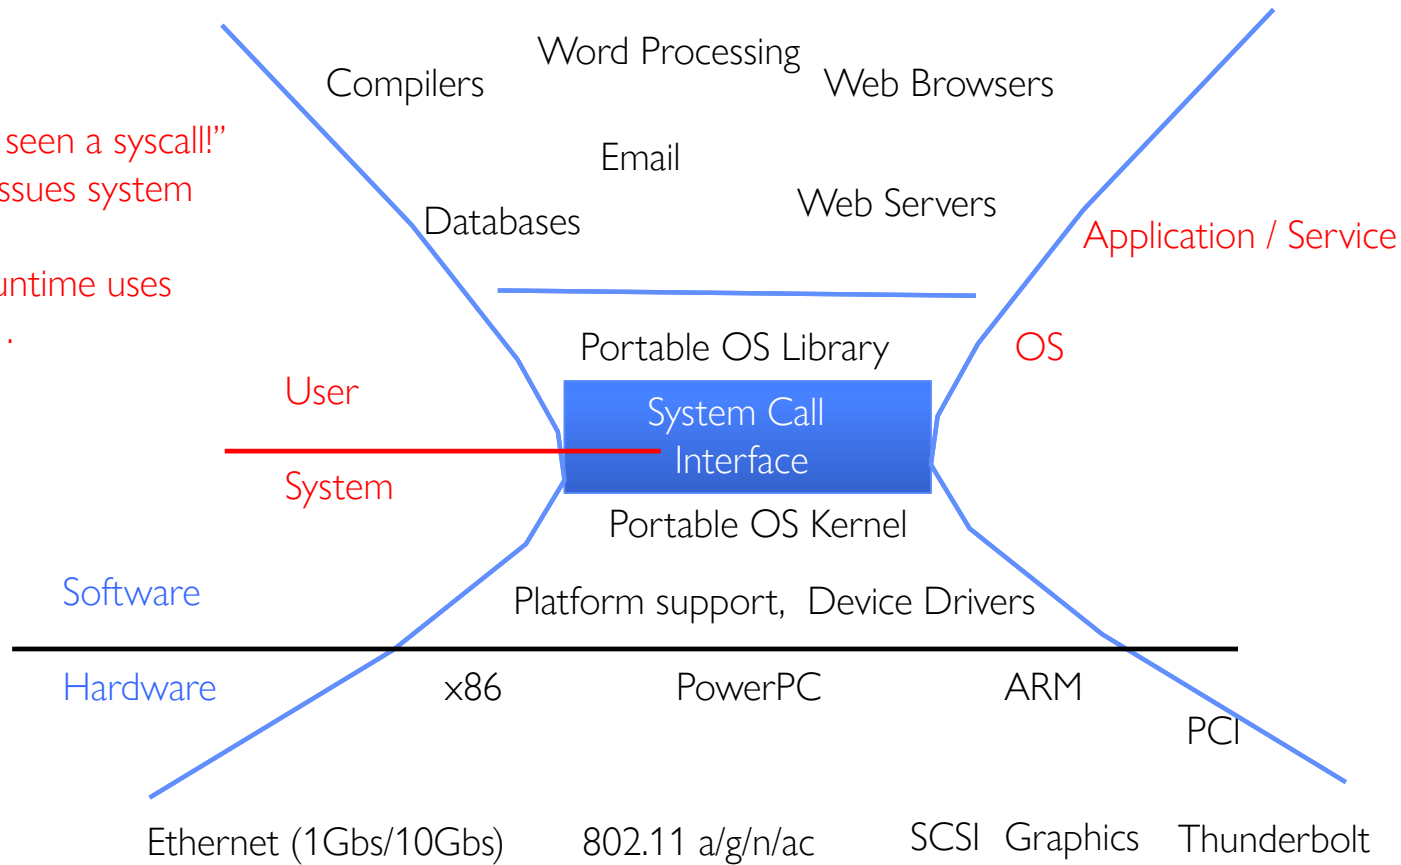 Word Processing
Compilers
Web Browsers
seen a syscall!”
Email
ssues system
Web Servers
Databases
Application / Service
untime uses
.
Portable OS Library
OS
User
System Call
Interface
System
Portable OS Kernel
Software
Platform support, Device Drivers
Hardware
x86
PowerPC
ARM
PCI
Ethernet (1Gbs/10Gbs)
802.11 a/g/n/ac
SCSI
Graphics
Thunderbolt